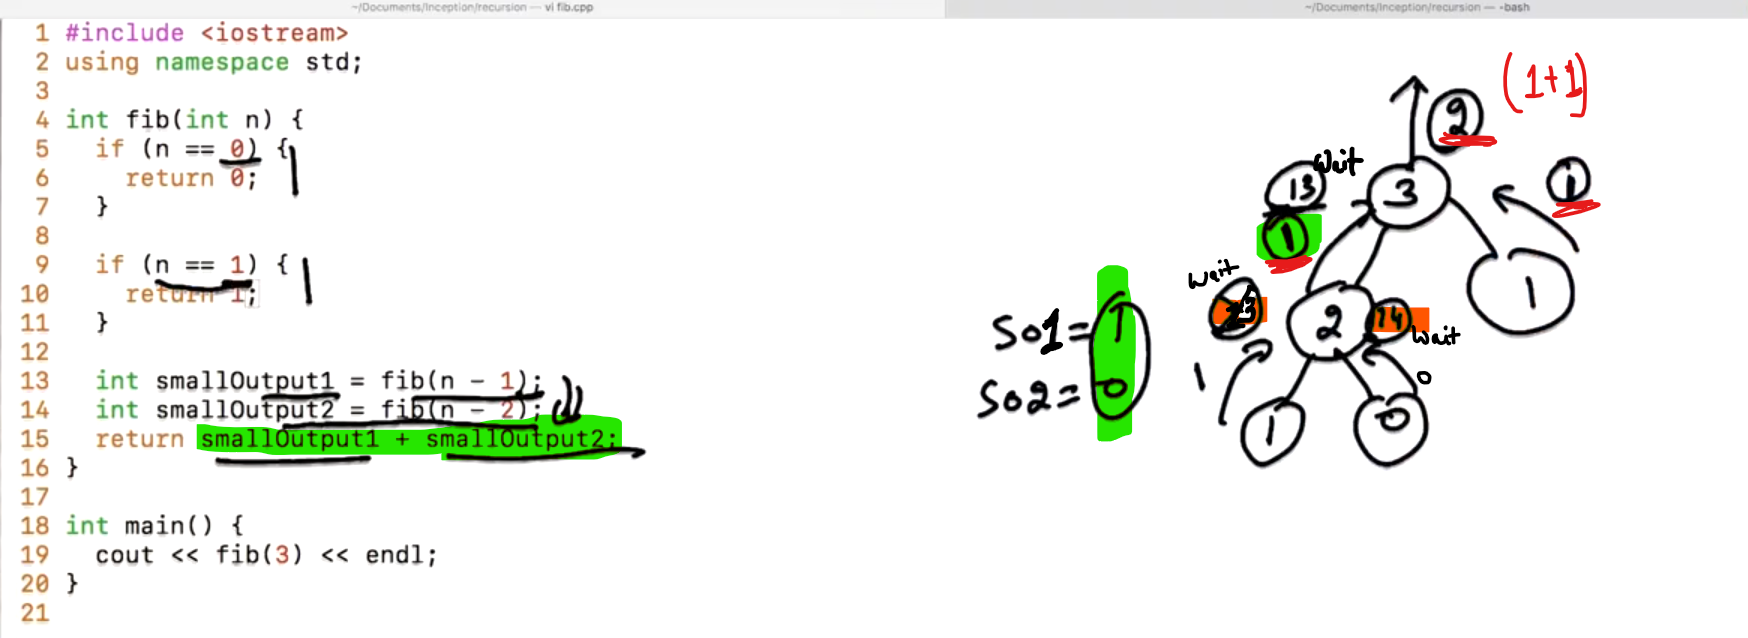 ~/Documents/Inception/recursion — vi fib.cpp
~/Documents/Inception/recursion — -bash
1 #include <iostream>
2 using namespace std;
3
4 int fib(int n) {
5 if (n == 0) {
6 return 0;
7 }
8
9 if (n == 1) {
10 return 1;
11 }
12
13 int smallOutput1 = fib(n - 1);
14 int smallOutput2 = fib(n - 2);
15 return smallOutput1 + smallOutput2;
16 }
17
18 int main() {
19 cout << fib(3) << endl;
20 }
21
(1+1)
2
wait
13
3
1
1
wait
1
2
14
wait
So1 = 1
So2 = 0
1
0
1
0